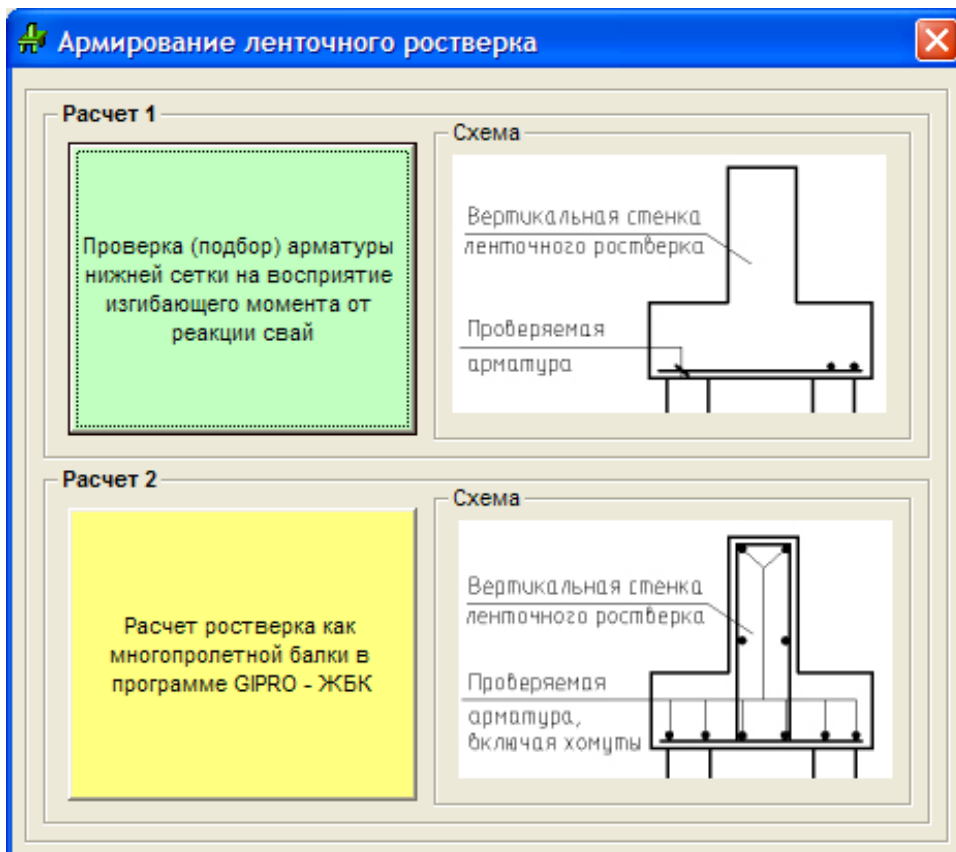 Армирование ленточного ростверка
Расчет 1
Проверка (подбор) арматуры
нижней сетки на восприятие
изгибающего момента от
реакции свай
Схема
Вертикальная стенка
ленточного ростверка
Проверяемая
арматура
Расчет 2
Расчет ростверка как
многопролетной балки в
программе GIPRO - ЖБК
Схема
Вертикальная стенка
ленточного ростверка
Проверяемая
арматура,
включая хомуты